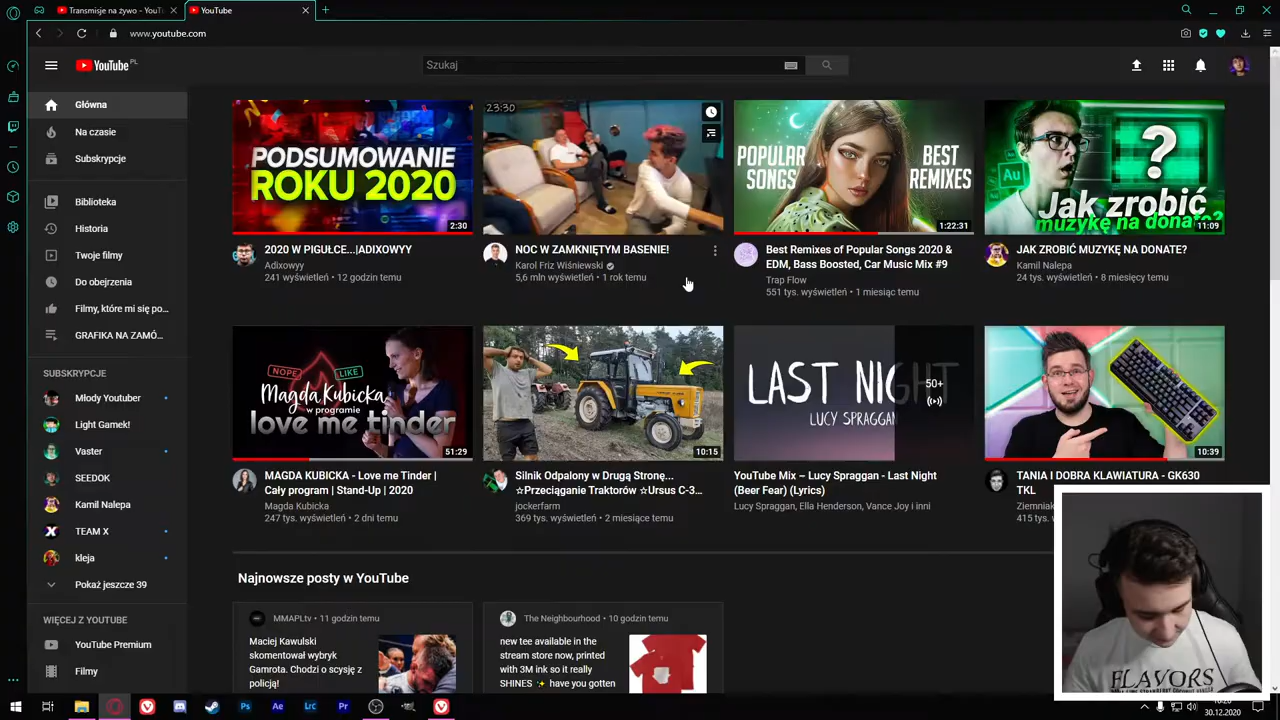 Transmisje na żywo - YouT
YouTube
www.youtube.com
YouTube PL
Szukaj
Główna
Na czasie
Subskrypcje
Biblioteka
Historia
Twoje filmy
Do obejrzenia
Filmy, które mi się po...
GRAFIKA NA ZAMÓ...
SUBSKRYPCJE
Młody Youtuber
Light Gamek!
Vaster
SEEDOK
Kamil Nalepa
TEAM X
kleja
Pokaż jeszcze 39
WIĘCEJ Z YOUTUBE
YouTube Premium
Filmy
PODSUMOWANIE
ROKU 2020
2:30
2020 W PIGUŁCE...|ADIXOWYY
Adixowyy
241 wyświetleń • 12 godzin temu
23:30
NOC W ZAMKNIĘTYM BASENIE!
Karol Friz Wiśniewski
5,6 mln wyświetleń • 1 rok temu
POPULAR
SONGS
BEST
REMIXES
1:22:31
Best Remixes of Popular Songs 2020 &
EDM, Bass Boosted, Car Music Mix #9
Trap Flow
551 tys. wyświetleń • 1 miesiąc temu
Au
?
Jak zrobić
muzykę na donate?
11:09
JAK ZROBIĆ MUZYKĘ NA DONATE?
Kamil Nalepa
24 tys. wyświetleń • 8 miesięcy temu
NOPE
LIKE
Magda Kubicka
w programie
love me tinder
51:29
MAGDA KUBICKA - Love me Tinder |
Cały program | Stand-Up | 2020
Magda Kubicka
247 tys. wyświetleń • 2 dni temu
10:15
Silnik Odpalony w Drugą Stronę...
☆Przeciąganie Traktorów ☆Ursus C-3...
jockerfarm
369 tys. wyświetleń • 2 miesiące temu
LAST NIGHT
LUCY SPRAGGAN
50+
YouTube Mix – Lucy Spraggan - Last Night
(Beer Fear) (Lyrics)
Lucy Spraggan, Ella Henderson, Vance Joy i inni
10:39
TANIA I DOBRA KLAWIATURA - GK630
TKL
Ziemniak
415 tys.
Najnowsze posty w YouTube
MMAPLtv • 11 godzin temu
Maciej Kawulski
skomentował wybryk
Gamrota. Chodzi o scysję z
policją!
The Neighbourhood • 10 godzin temu
new tee available in the
stream store now, printed
with 3M ink so it really
SHINES ✨ have you gotten
FLAVORS
Ps
Ae
Lrc
Pr
30.12.2020